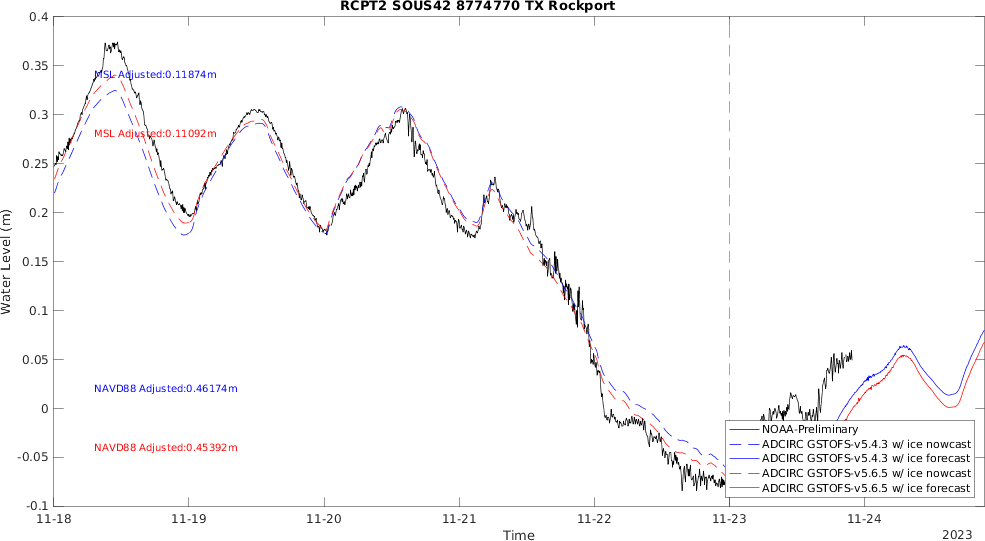 RCPT2 SOUS42 8774770 TX Rockport
0.4
0.35
0.3
0.25
0.2
0.15
0.1
0.05
0
-0.05
-0.1
Water Level (m)
MSL Adjusted:0.11874m
MSL Adjusted:0.11092m
NAVD88 Adjusted:0.46174m
NAVD88 Adjusted:0.45392m
NOAA-Preliminary
ADCIRC GSTOFS-v5.4.3 w/ ice nowcast
ADCIRC GSTOFS-v5.4.3 w/ ice forecast
ADCIRC GSTOFS-v5.6.5 w/ ice nowcast
ADCIRC GSTOFS-v5.6.5 w/ ice forecast
11-18 11-19 11-20 11-21 11-22 11-23 11-24
Time
2023